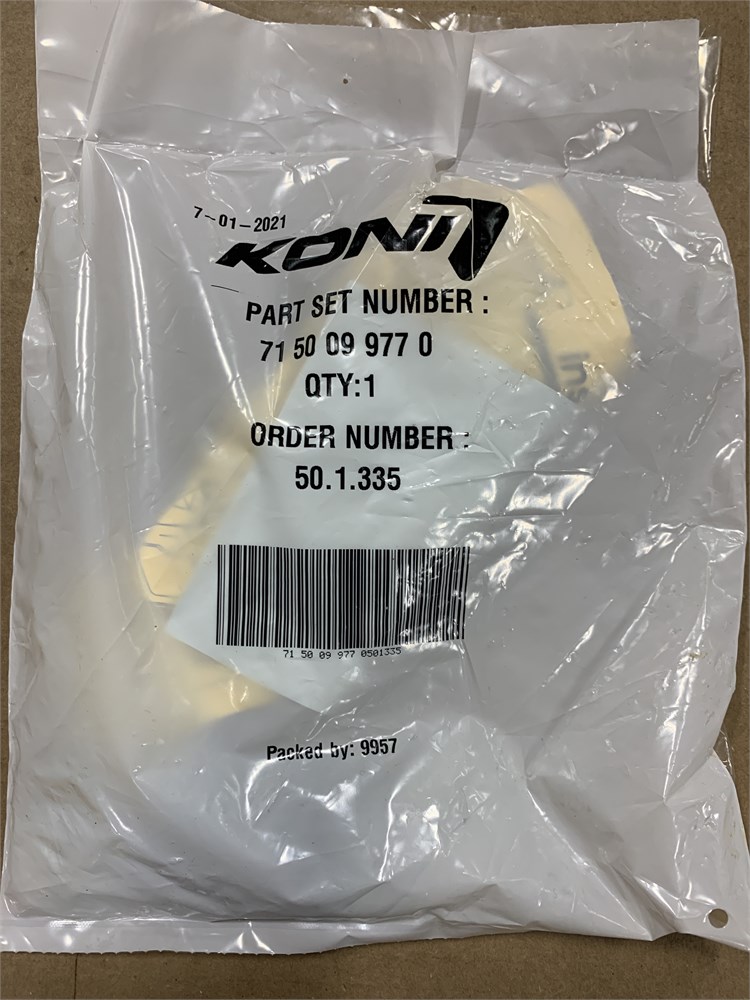 7-01-2021
KONI
PART SET NUMBER :
71 50 09 977 0
QTY:1
ORDER NUMBER :
50.1.335
71 50 09 977 0501335
Packed by: 9957